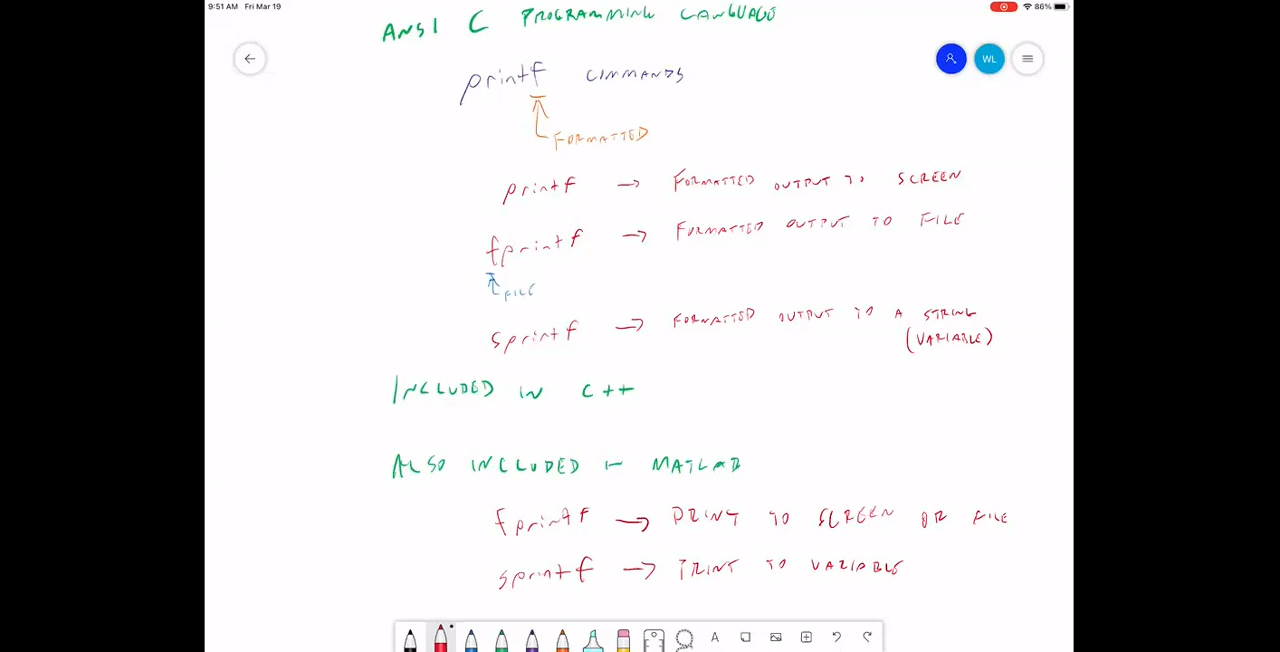 9:51 AM Fri Mar 19
86%
ANSI C PROGRAMMING LANGUAGE
WL
printf COMMANDS
FORMATTED
printf → FORMATTED OUTPUT TO SCREEN
fprintf → FORMATTED OUTPUT TO FILE
FILE
sprintf → FORMATTED OUTPUT TO A STRING
(VARIABLE)
INCLUDED IN C++
ALSO INCLUDED IN MATLAB
fprintf → PRINT TO SCREEN OR FILE
sprintf → PRINT TO VARIABLE
A